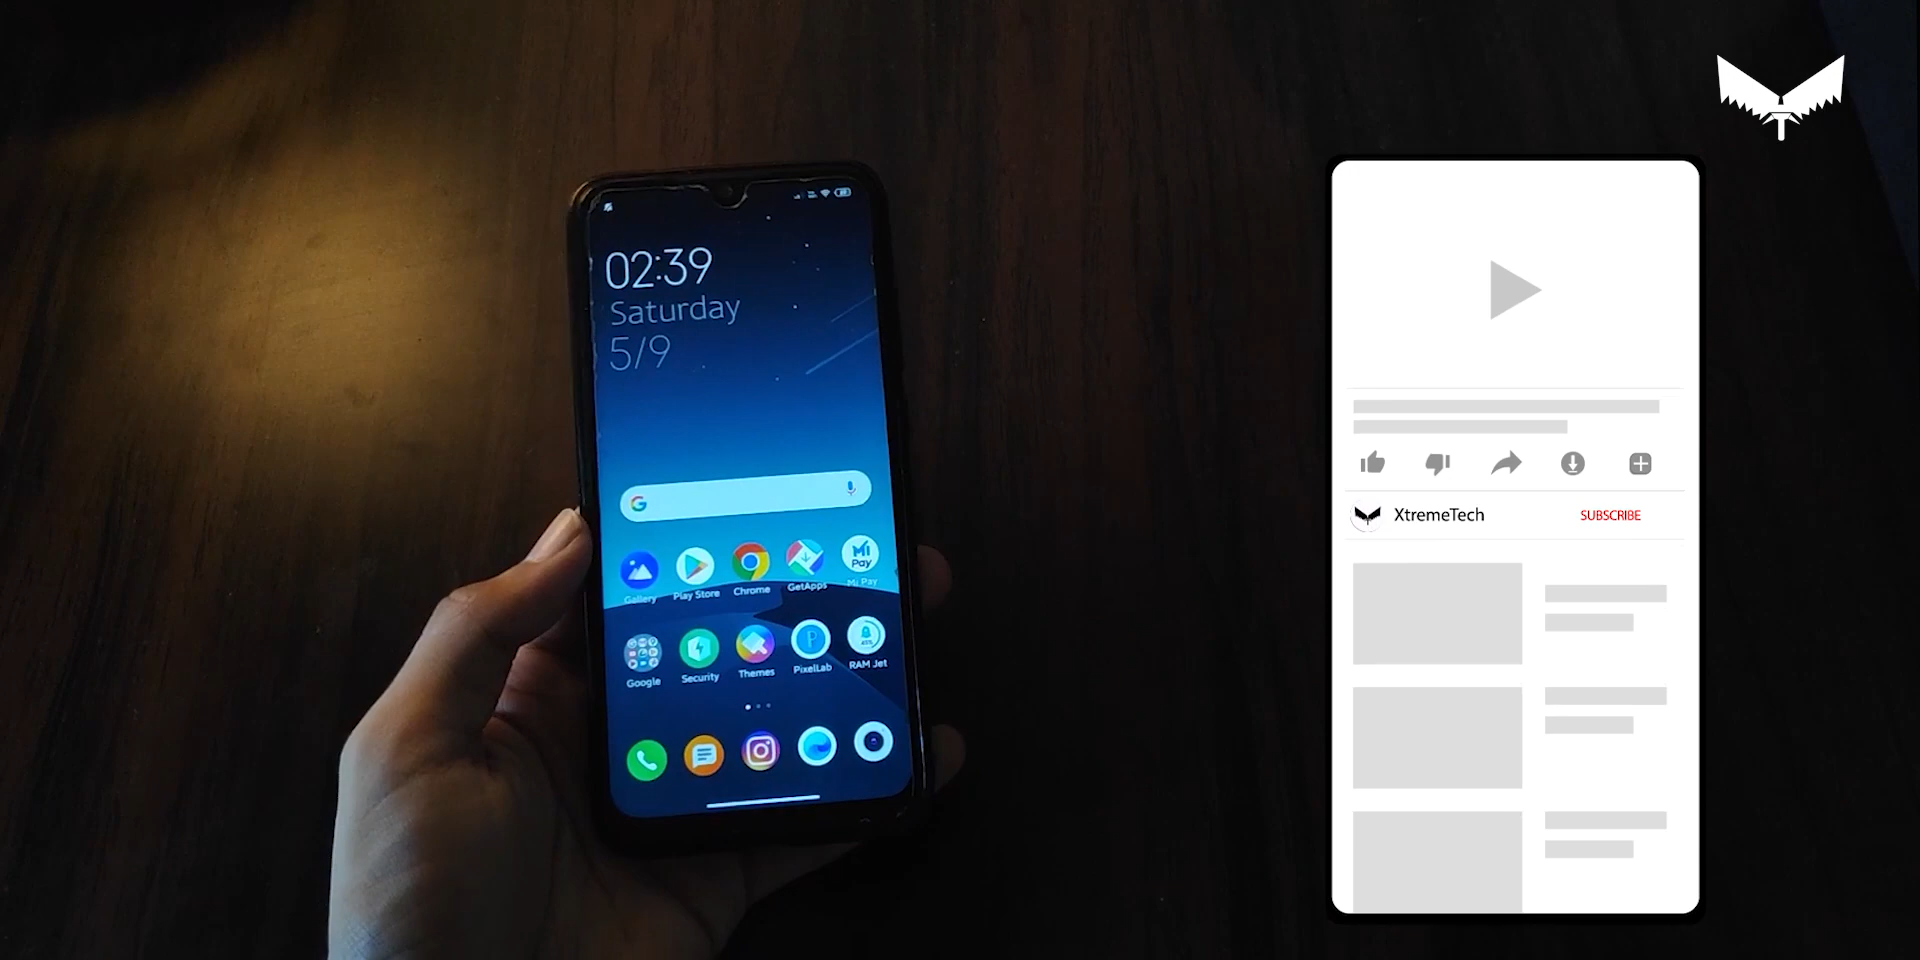 02:39
Saturday
5/9
Gallery
Play Store
Chrome
GetApps
Mi Pay
Mi Pay
Google
Security
Themes
PixelLab
RAM Jet
XtremeTech
SUBSCRIBE